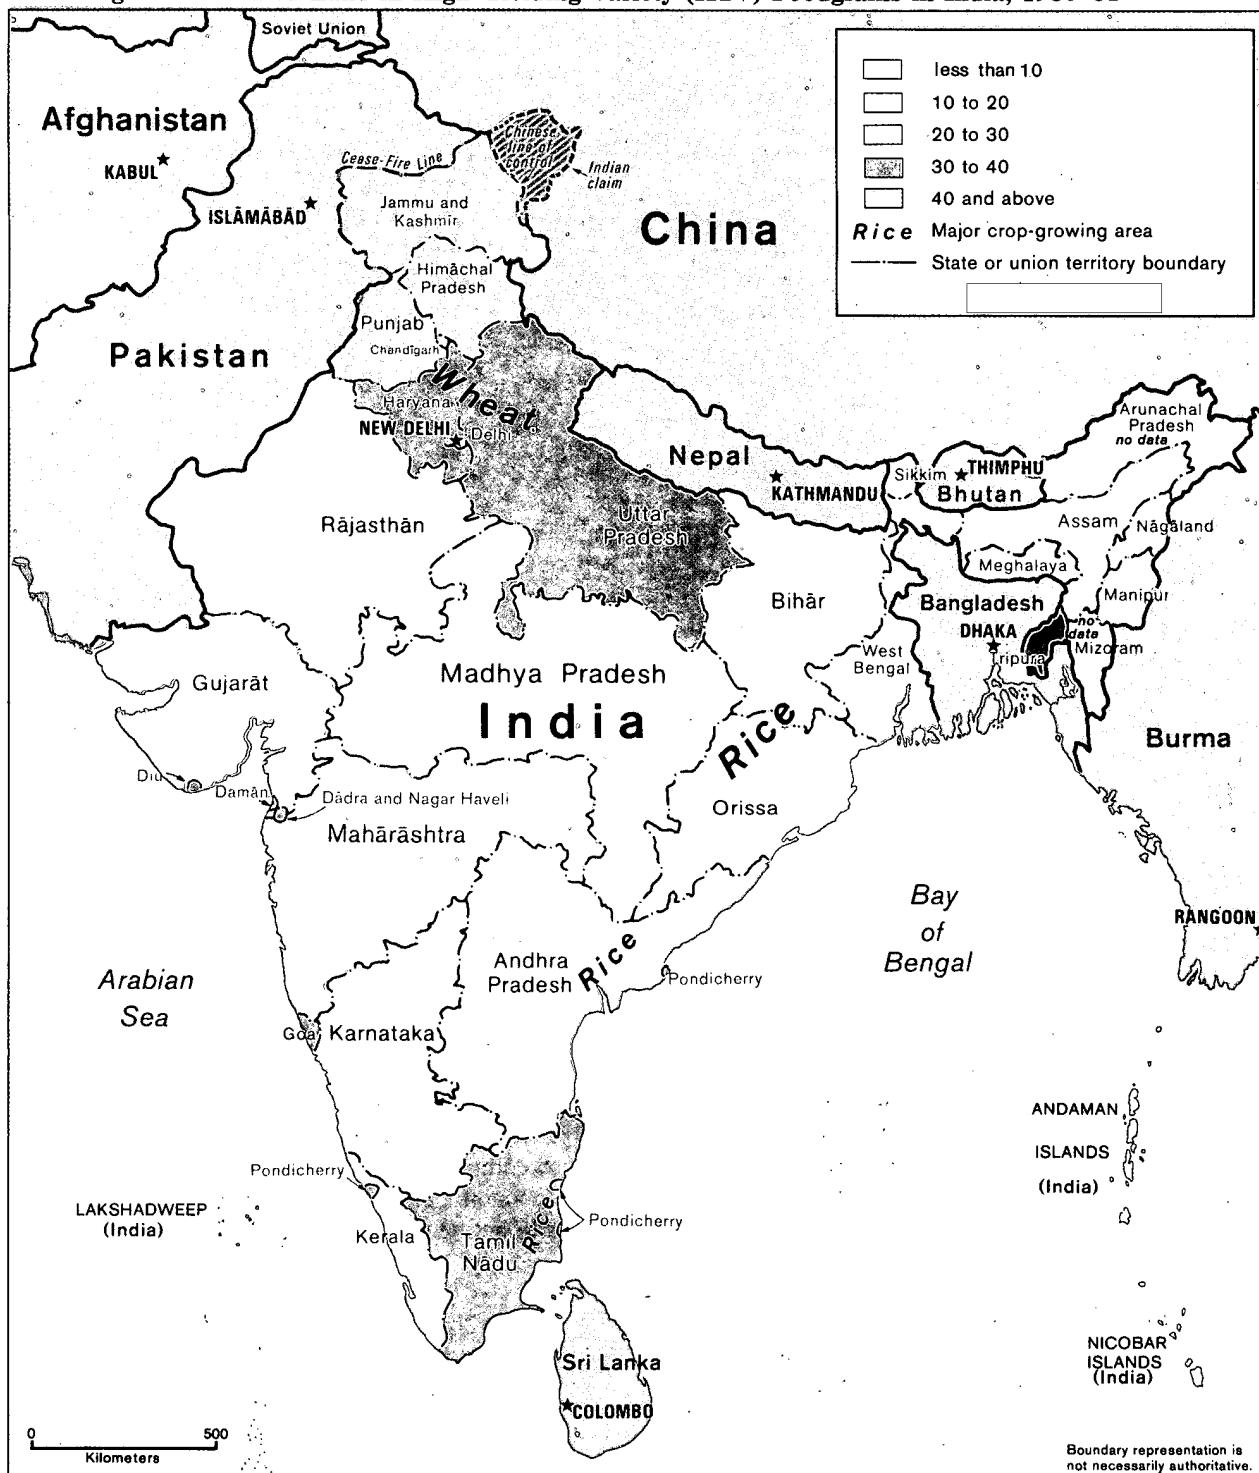 Variety (HYV) Foodgrains in India,
Soviet Union
Afghanistan
KABUL
Cease-Fire Line
Chinese
line of
control
Indian
claim
ISLĀMĀBĀD
Jammu and
Kashmir
China
less than 10
10 to 20
20 to 30
30 to 40
40 and above
Rice Major crop-growing area
State or union territory boundary
Himāchal
Pradesh
Punjab
Chandīgarh
Pakistan
Wheat
Haryana
NEW DELHI
Delhi
Nepal
KATHMANDU
Sikkim
THIMPHU
Bhutan
Arunachal
Pradesh
no data
Rājasthān
Uttar
Pradesh
Assam
Nāgāland
Meghalaya
Bihār
Bangladesh
DHAKA
Manipur
no
data
Mizoram
Tripura
West
Bengal
Gujarāt
Madhya Pradesh
India
Rice
Burma
Diu
Damān
Dādra and Nagar Haveli
Mahārāshtra
Orissa
Bay
of
Bengal
RANGOON
Arabian
Sea
Andhra
Pradesh
Rice
Pondicherry
Goa
Karnataka
ANDAMAN
ISLANDS
(India)
Pondicherry
LAKSHADWEEP
(India)
Kerala
Tamil
Nādu
Rice
Pondicherry
NICOBAR
ISLANDS
(India)
Sri Lanka
COLOMBO
0 500
Kilometers
Boundary representation is
not necessarily authoritative.